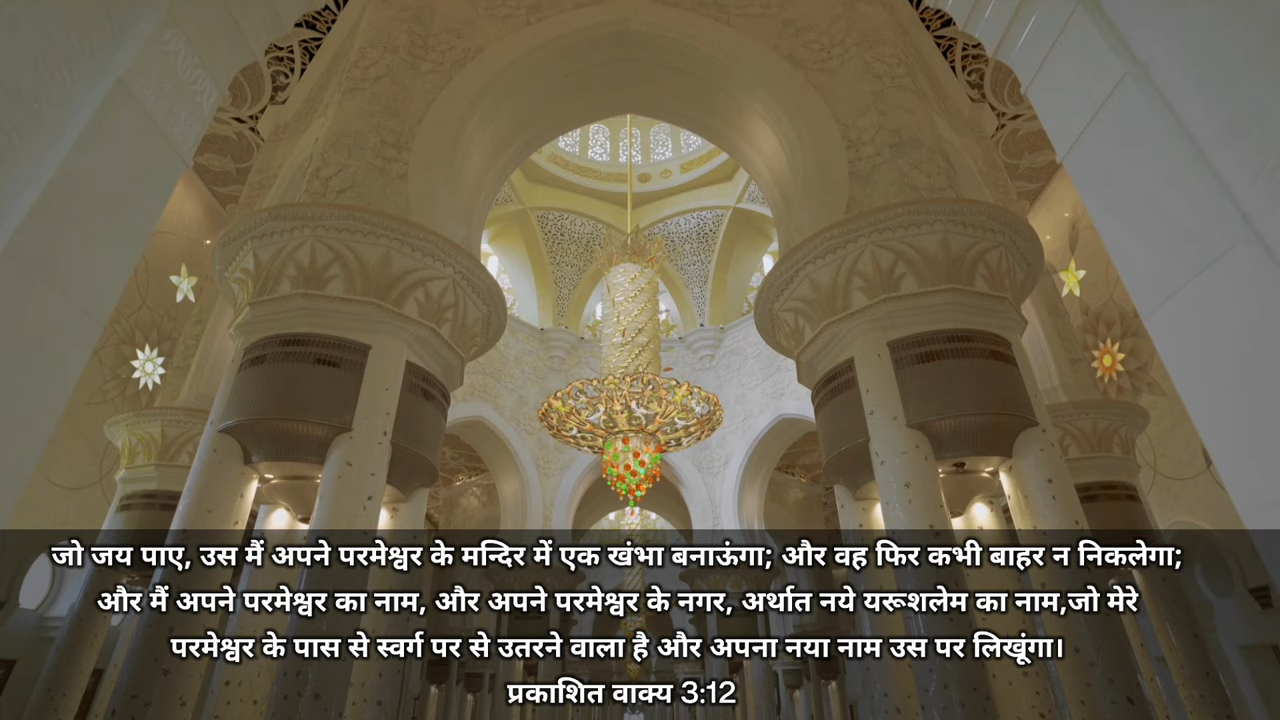 जो जय पाए, उस मैं अपने परमेश्वर के मन्दिर में एक खंभा बनाऊंगा; और वह फिर कभी बाहर न निकलेगा;
और मैं अपने परमेश्वर का नाम, और अपने परमेश्वर के नगर, अर्थात नये यरूशलेम का नाम,जो मेरे
परमेश्वर के पास से स्वर्ग पर से उतरने वाला है और अपना नया नाम उस पर लिखूंगा।
प्रकाशित वाक्य 3:12